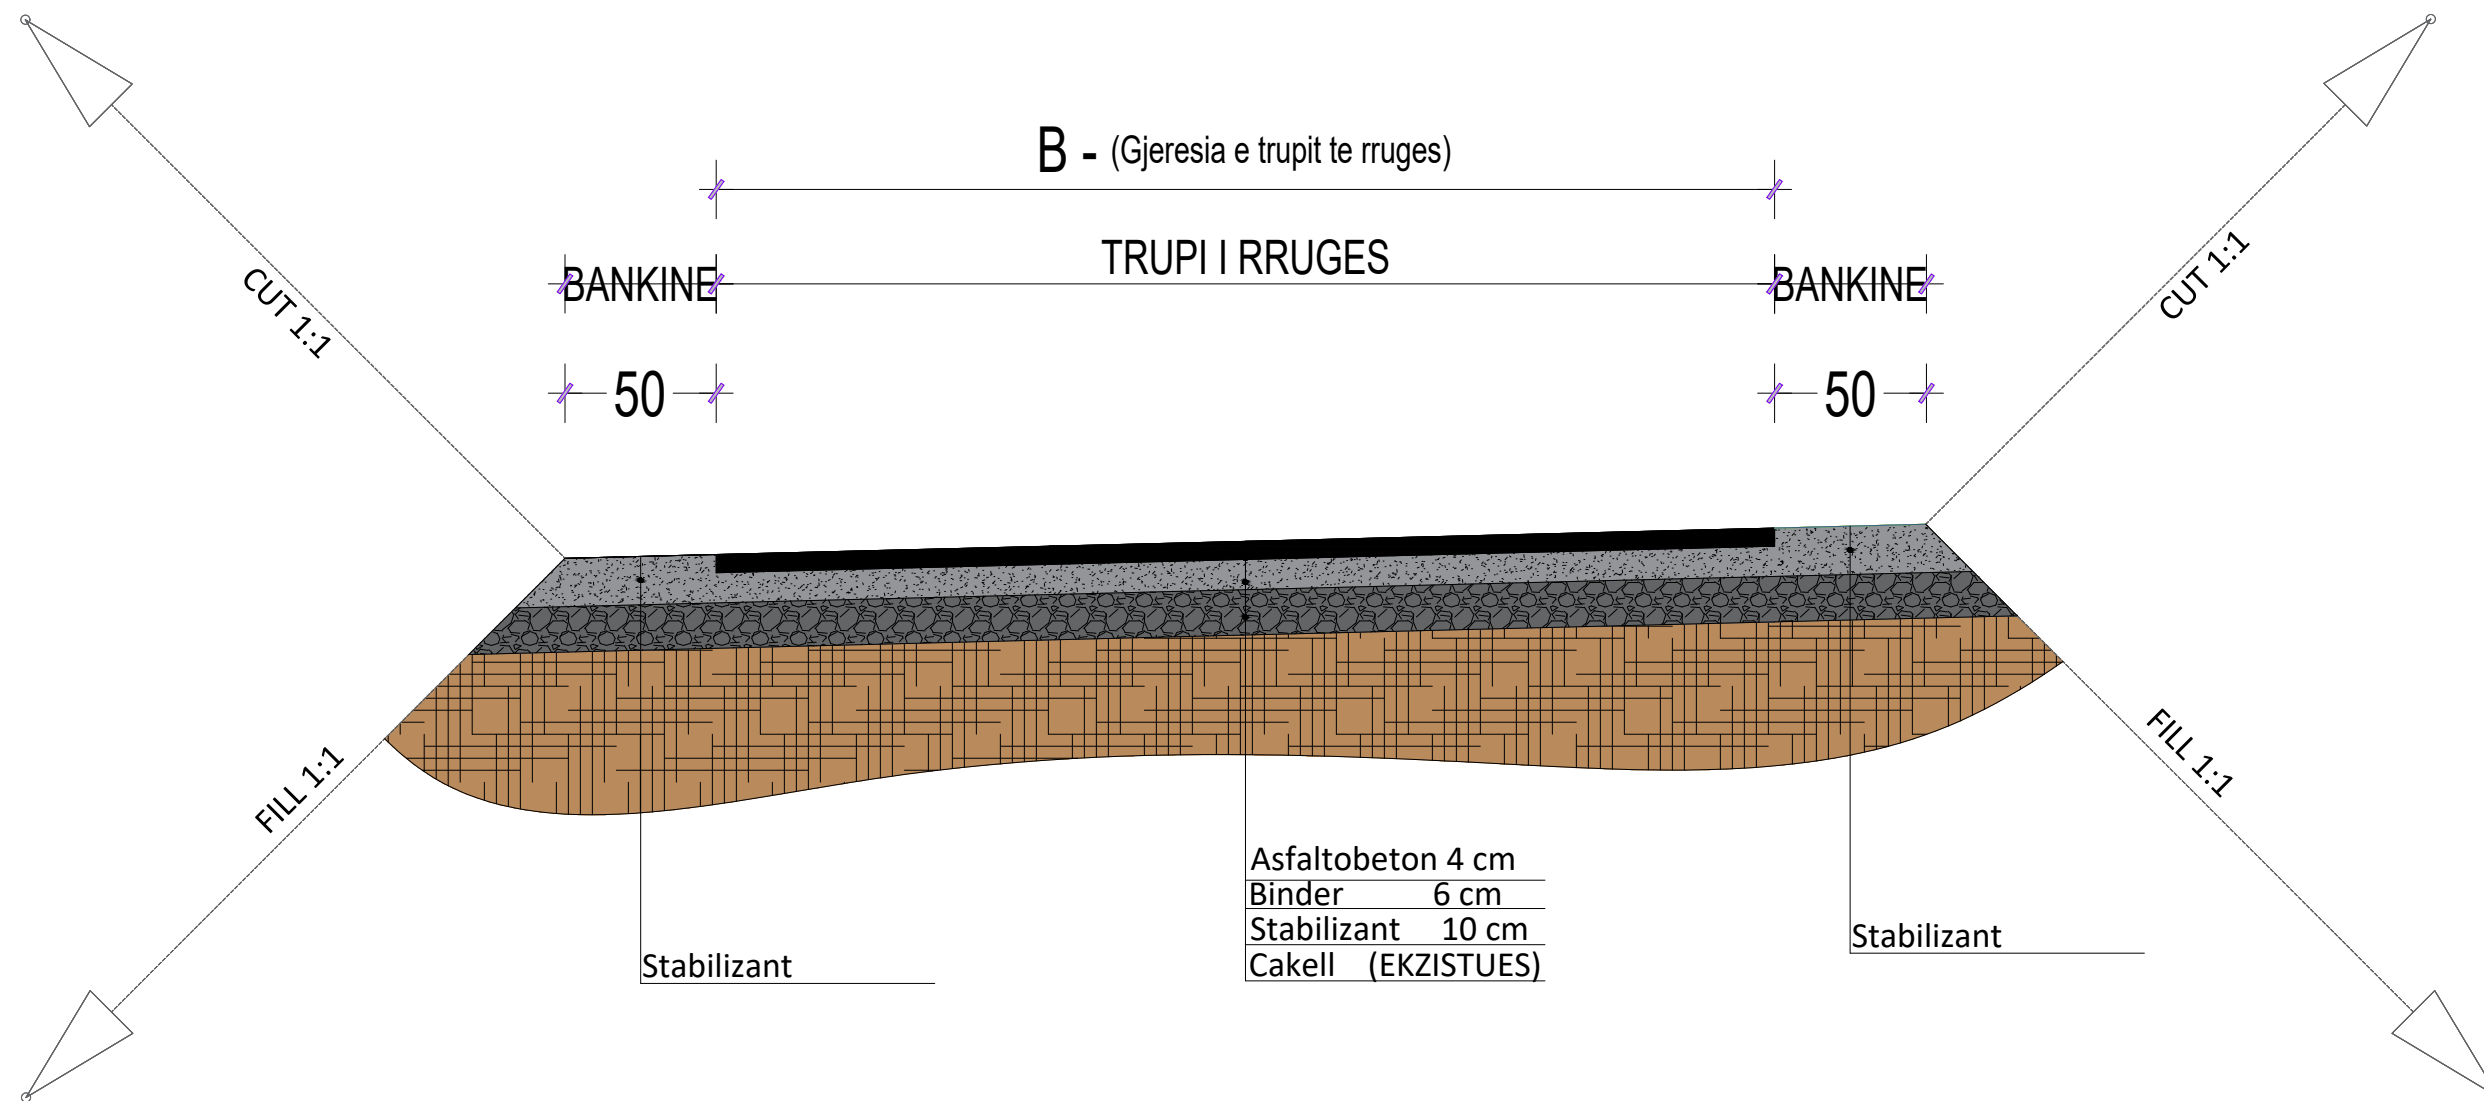 B - (Gjeresia e trupit te rruges)
TRUPI I RRUGES
BANKINE
BANKINE
CUT 1:1
CUT 1:1
50
50
FILL 1:1
FILL 1:1
Asfaltobeton 4 cm
Binder 6 cm
Stabilizant 10 cm
Cakell (EKZISTUES)
Stabilizant
Stabilizant